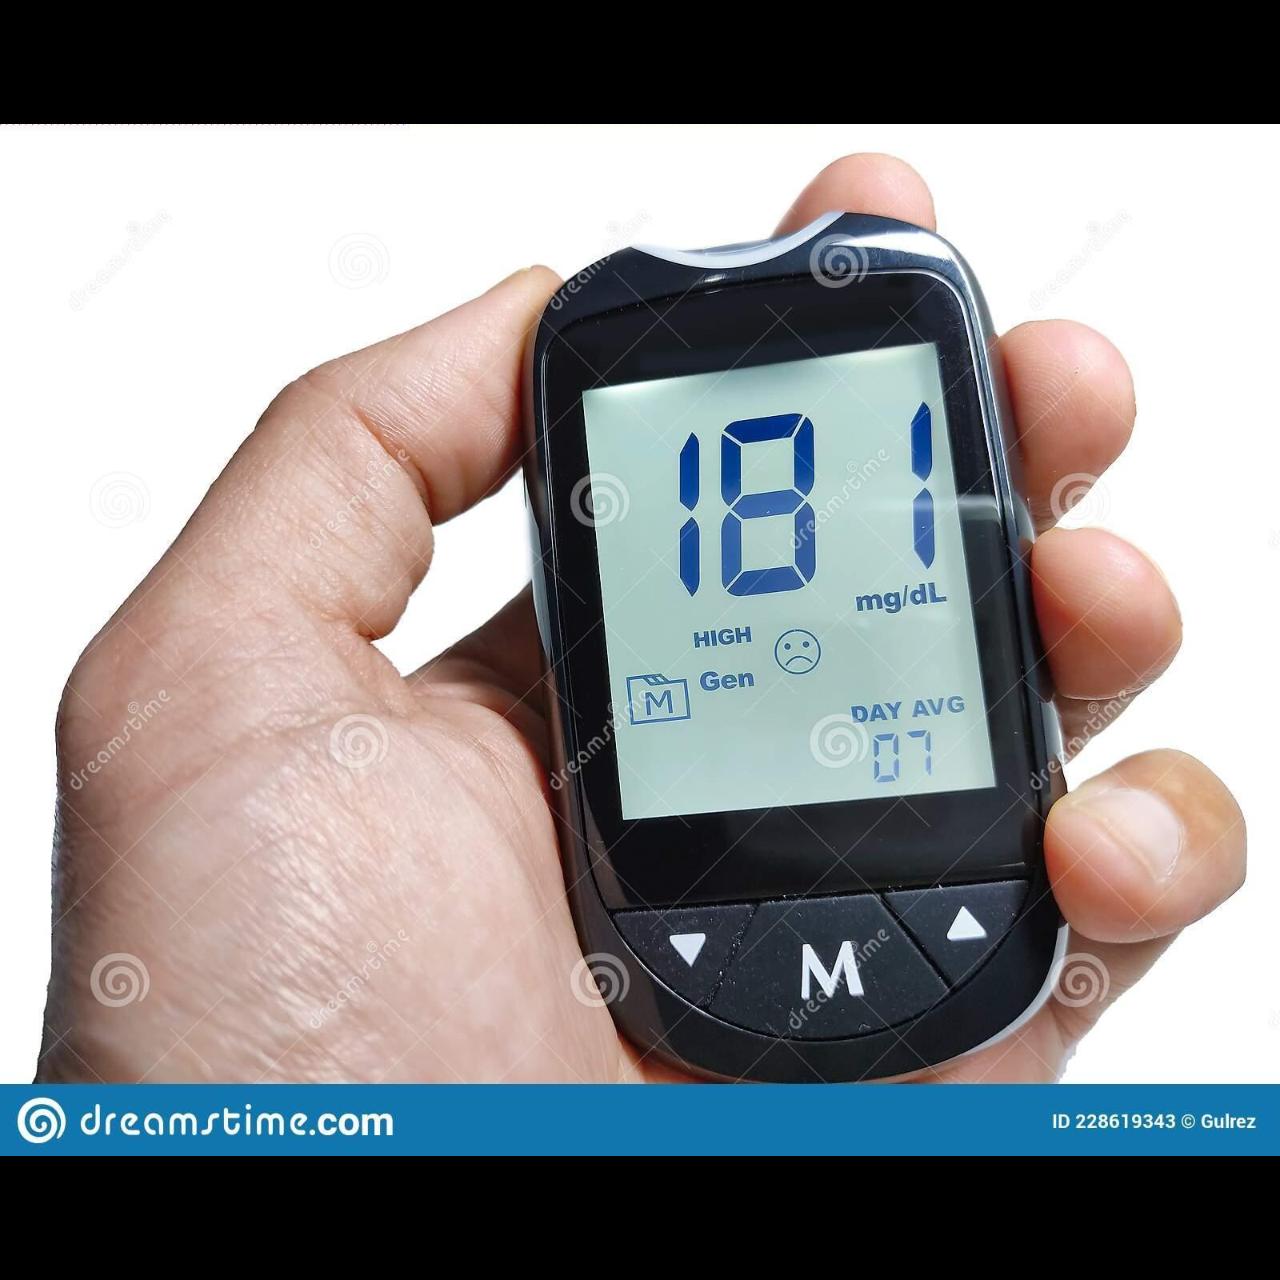 181
mg/dL
HIGH
Gen
M
DAY AVG
07
M
dreamstime.com
ID 228619343 © Gulrez